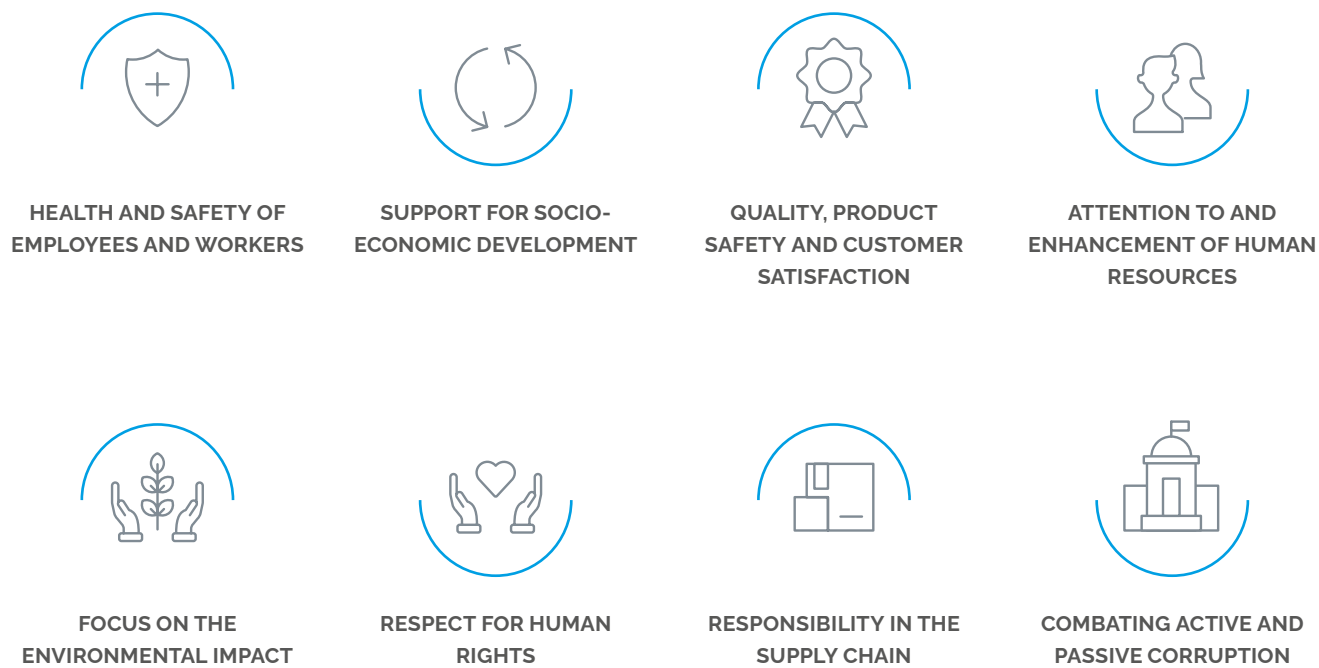 HEALTH AND SAFETY OF
EMPLOYEES AND WORKERS
SUPPORT FOR SOCIO-
ECONOMIC DEVELOPMENT
QUALITY, PRODUCT
SAFETY AND CUSTOMER
SATISFACTION
ATTENTION TO AND
ENHANCEMENT OF HUMAN
RESOURCES
FOCUS ON THE
ENVIRONMENTAL IMPACT
RESPECT FOR HUMAN
RIGHTS
RESPONSIBILITY IN THE
SUPPLY CHAIN
COMBATING ACTIVE AND
PASSIVE CORRUPTION